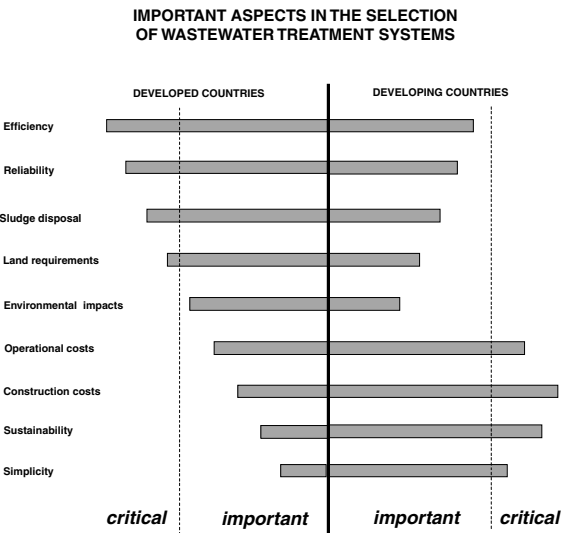 IMPORTANT ASPECTS IN THE SELECTION
OF WASTEWATER TREATMENT SYSTEMS
DEVELOPED COUNTRIES
DEVELOPING COUNTRIES
Efficiency
Reliability
Sludge disposal
Land requirements
Environmental impacts
Operational costs
Construction costs
Sustainability
Simplicity
critical important important critical